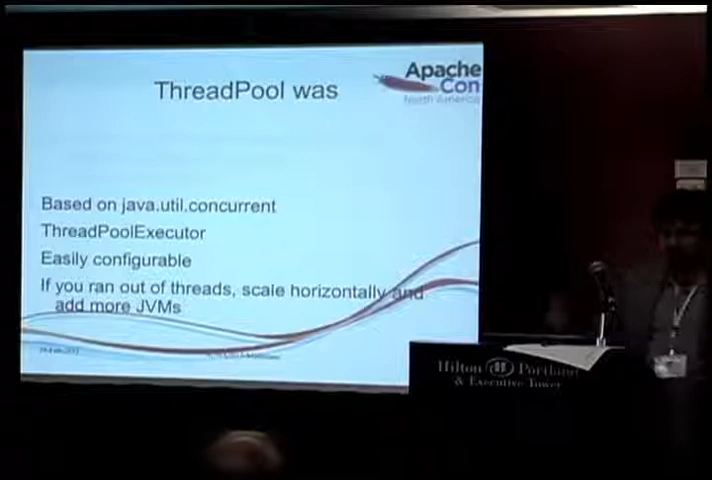 ThreadPool was
Apache
Con
North America
Based on java.util.concurrent
ThreadPoolExecutor
Easily configurable
If you ran out of threads, scale horizontally and
add more JVMs
Hilton Portland
& Executive Tower